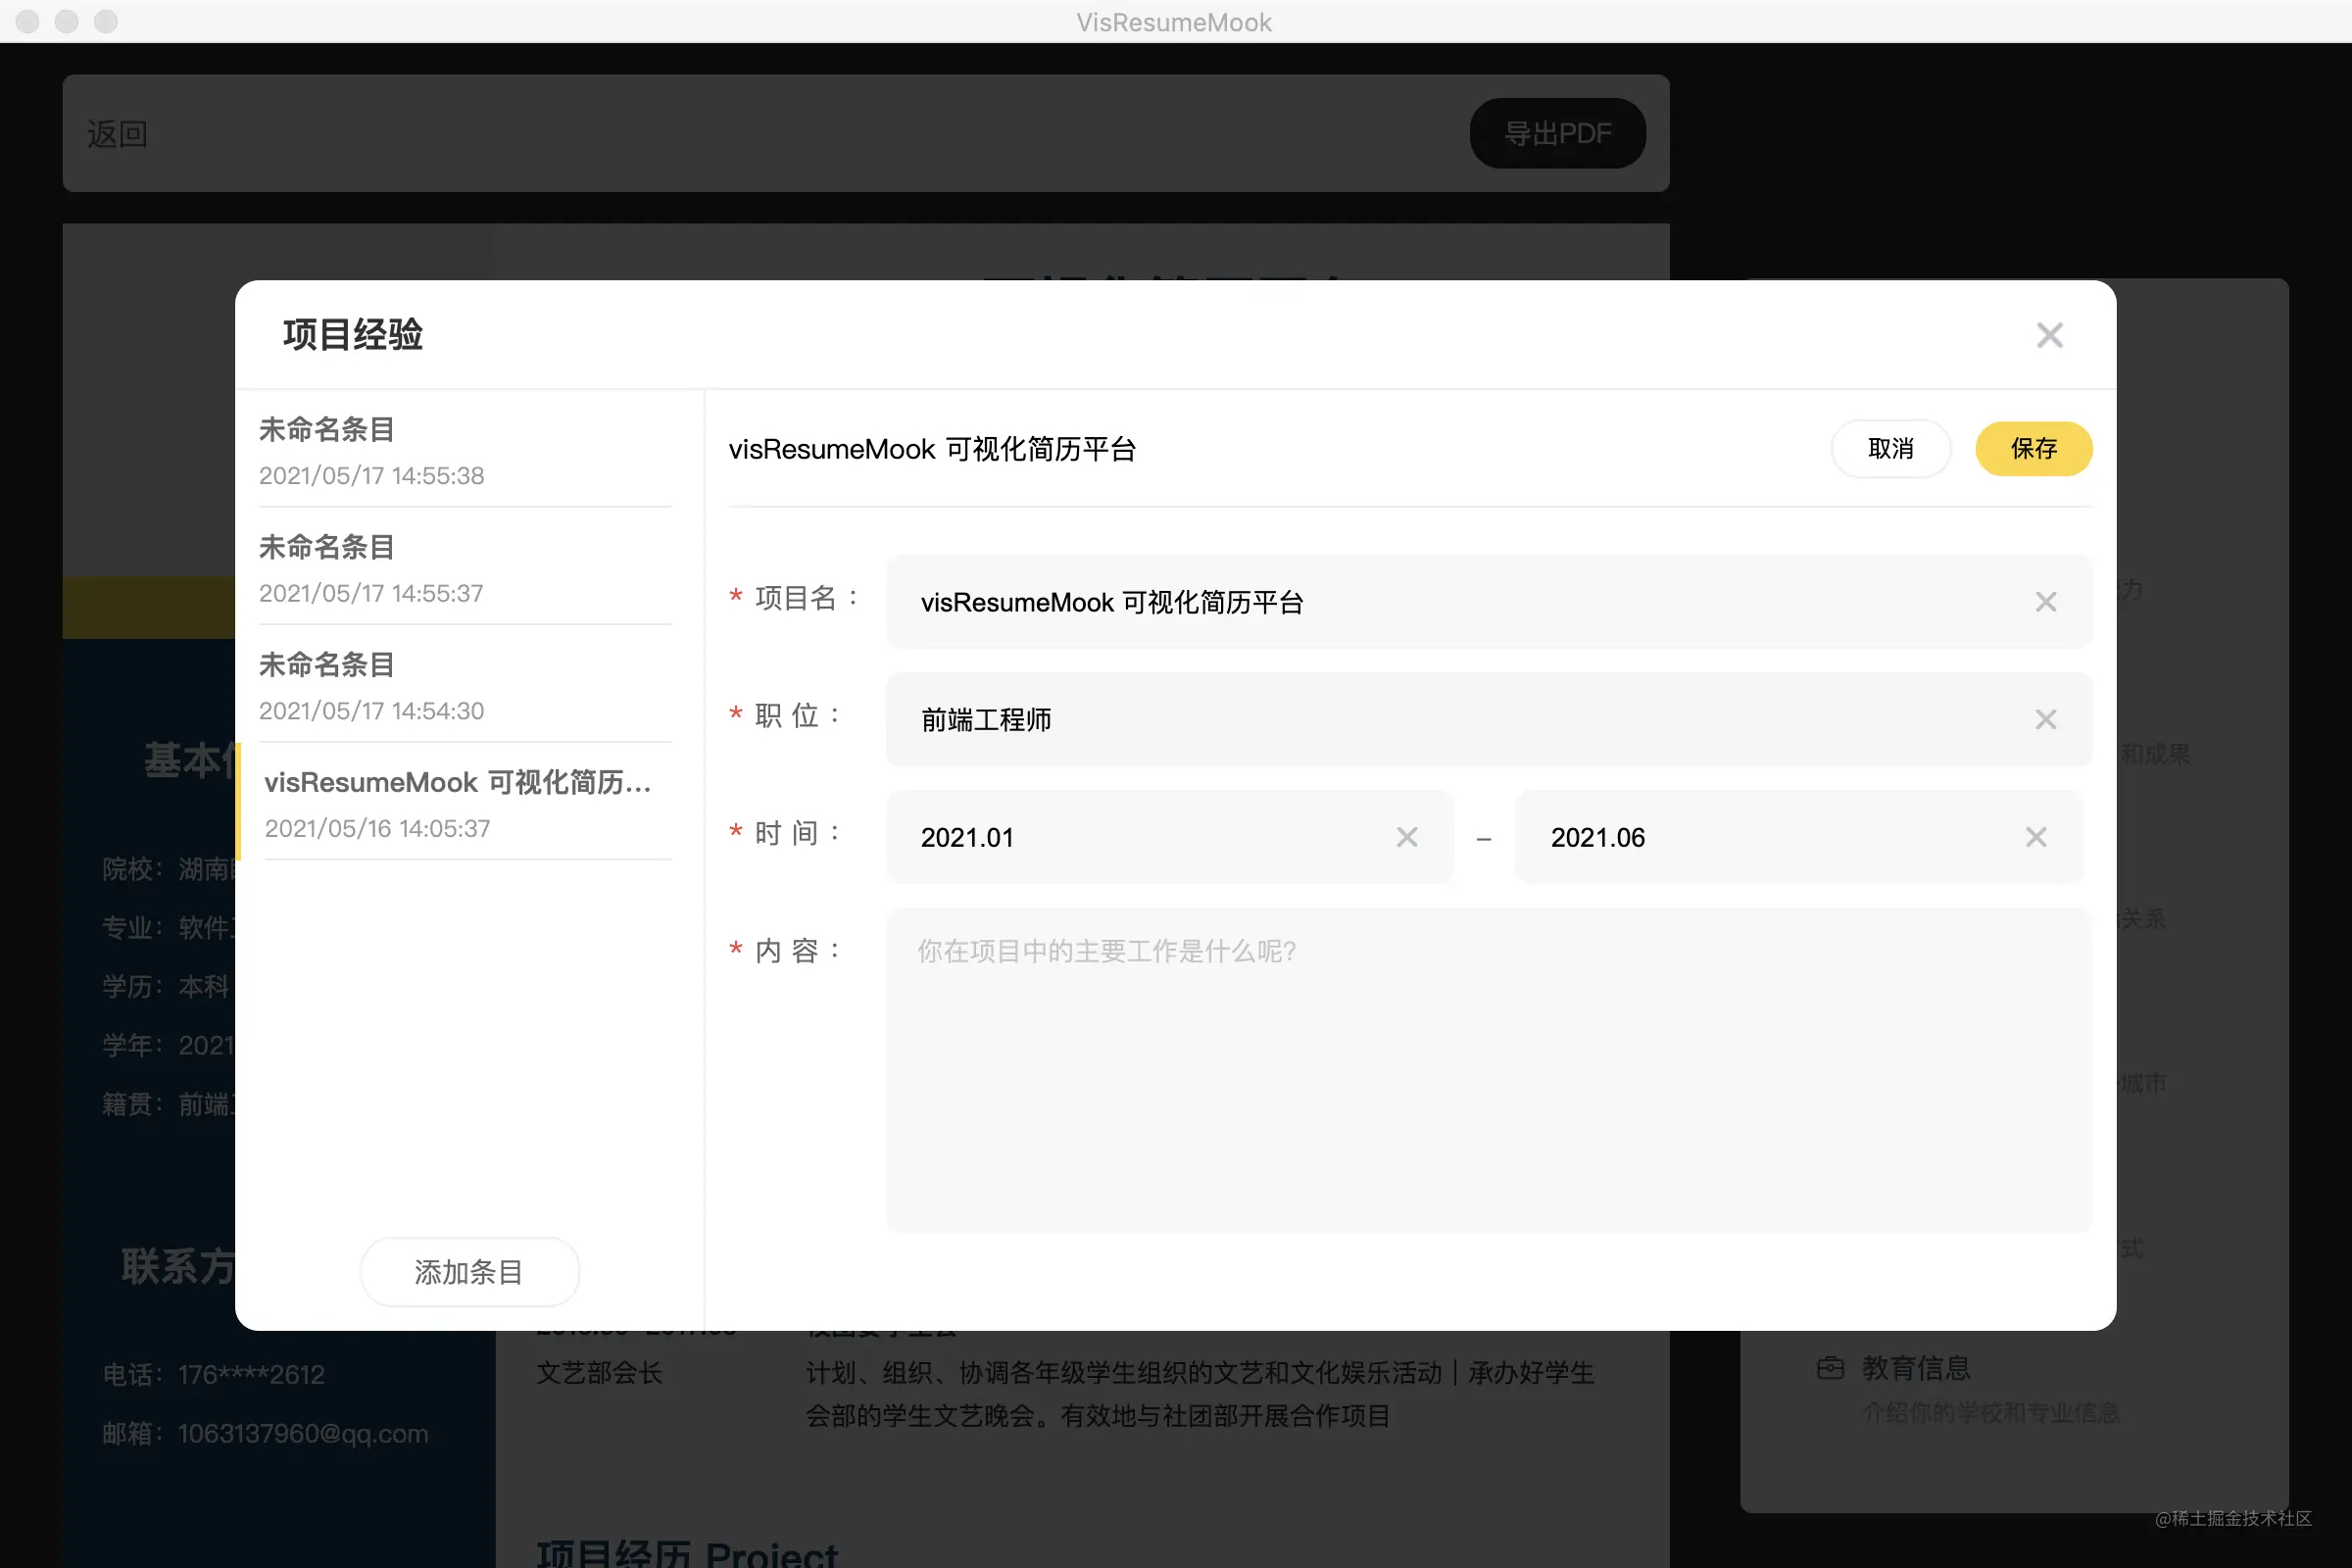 VisResumeMook
返回
导出PDF
项目经验
未命名条目
2021/05/17 14:55:38
未命名条目
2021/05/17 14:55:37
未命名条目
2021/05/17 14:54:30
visResumeMook 可视化简历...
2021/05/16 14:05:37
添加条目
visResumeMook 可视化简历平台
取消
保存
* 项目名 :
visResumeMook 可视化简历平台
* 职 位 :
前端工程师
* 时 间 :
2021.01
–
2021.06
* 内 容 :
你在项目中的主要工作是什么呢?
基本
院校: 湖南
专业: 软件
学历: 本科
学年: 2021
籍贯: 前端
联系方
电话: 176****2612
邮箱: 1063137960@qq.com
文艺部会长
计划、组织、协调各年级学生组织的文艺和文化娱乐活动｜承办好学生
会部的学生文艺晚会。有效地与社团部开展合作项目
项目经历 Project
力
和成果
关系
城市
式
教育信息
介绍你的学校和专业信息
@稀土掘金技术社区